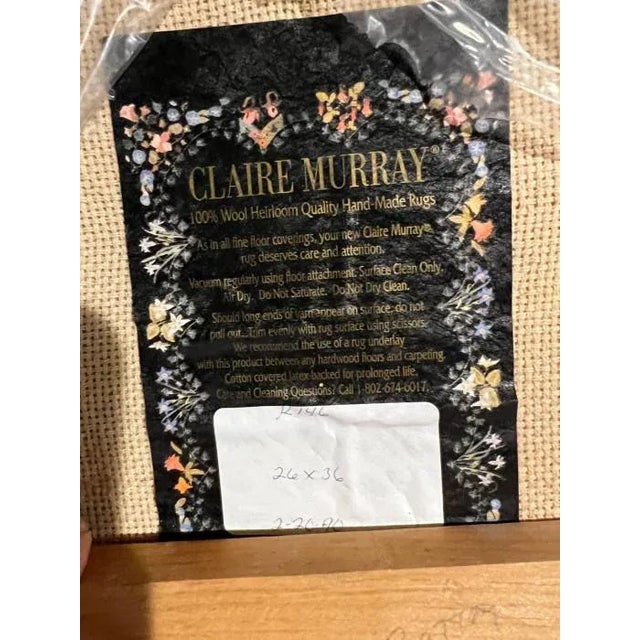 CLAIRE MURRAY®
100% Wool Heirloom Quality Hand-Made Rugs
As in all fine floor coverings, your new Claire Murray®
rug deserves care and attention.
Vacuum regularly using floor attachment. Surface Clean Only.
Air Dry. Do Not Saturate. Do Not Dry Clean.
Should long ends of yarn appear on surface, do not
pull out. Trim evenly with rug surface using scissors.
We recommend the use of a rug underlay
with this product between any hardwood floors and carpeting.
Cotton covered latex-backed for prolonged life.
Care and Cleaning Questions? Call 1-802-674-6017.
26 x 36